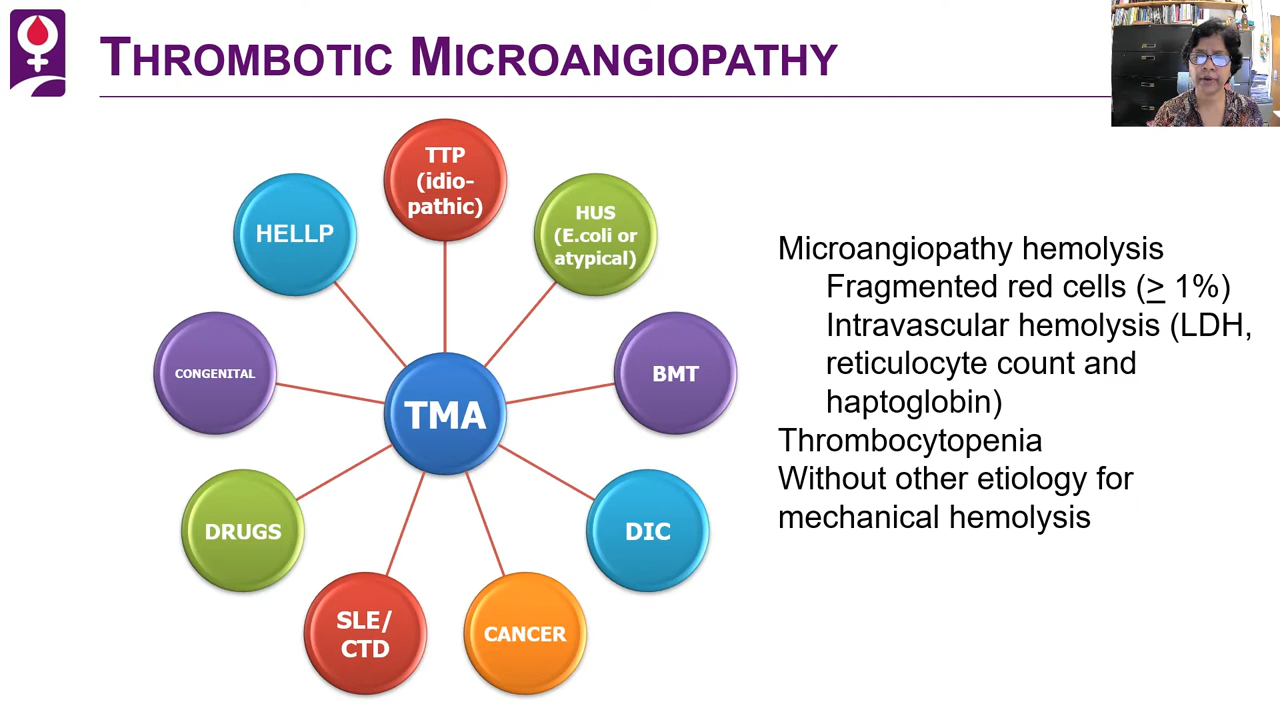 THROMBOTIC MICROANGIOPATHY
TTP
(idio-
pathic)
HUS
(E.coli or
atypical)
BMT
DIC
CANCER
SLE/
CTD
DRUGS
CONGENITAL
HELLP
TMA
Microangiopathy hemolysis
Fragmented red cells (≥ 1%)
Intravascular hemolysis (LDH,
reticulocyte count and
haptoglobin)
Thrombocytopenia
Without other etiology for
mechanical hemolysis